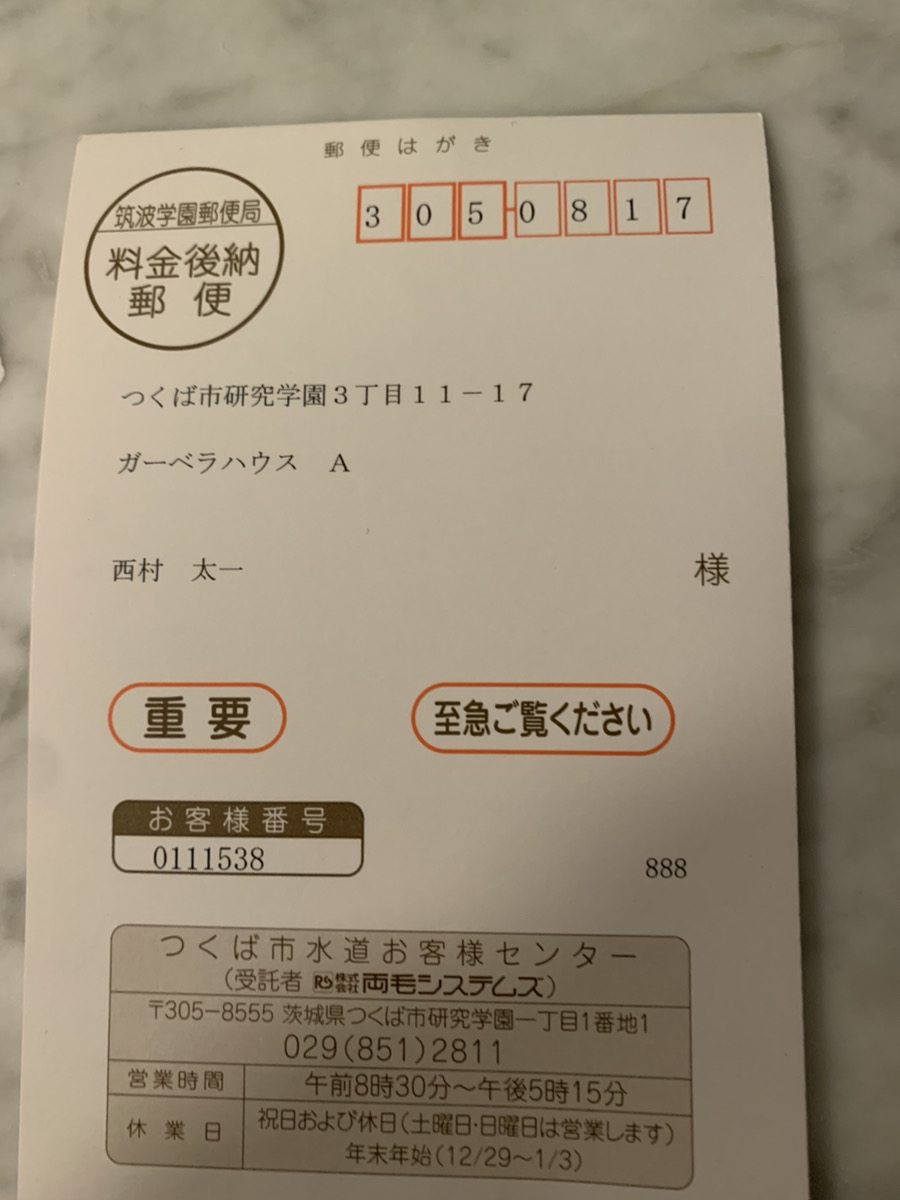 郵便はがき
筑波学園郵便局
料金後納
郵便
305-0817
つくば市研究学園3丁目11-17
ガーベラハウス A
西村 太一 様
重要
至急ご覧ください
お客様番号
0111538
888
つくば市水道お客様センター
(受託者 RS株式会社両毛システムズ)
〒305-8555 茨城県つくば市研究学園一丁目1番地1
029(851)2811
営業時間 午前8時30分~午後5時15分
休業日 祝日および休日(土曜日・日曜日は営業します)
年末年始(12/29~1/3)